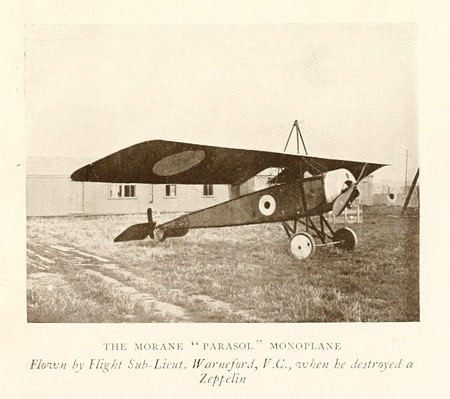 THE MORANE "PARASOL" MONOPLANE
Flown by Flight Sub-Lieut. Warneford, V.C., when he destroyed a
Zeppelin